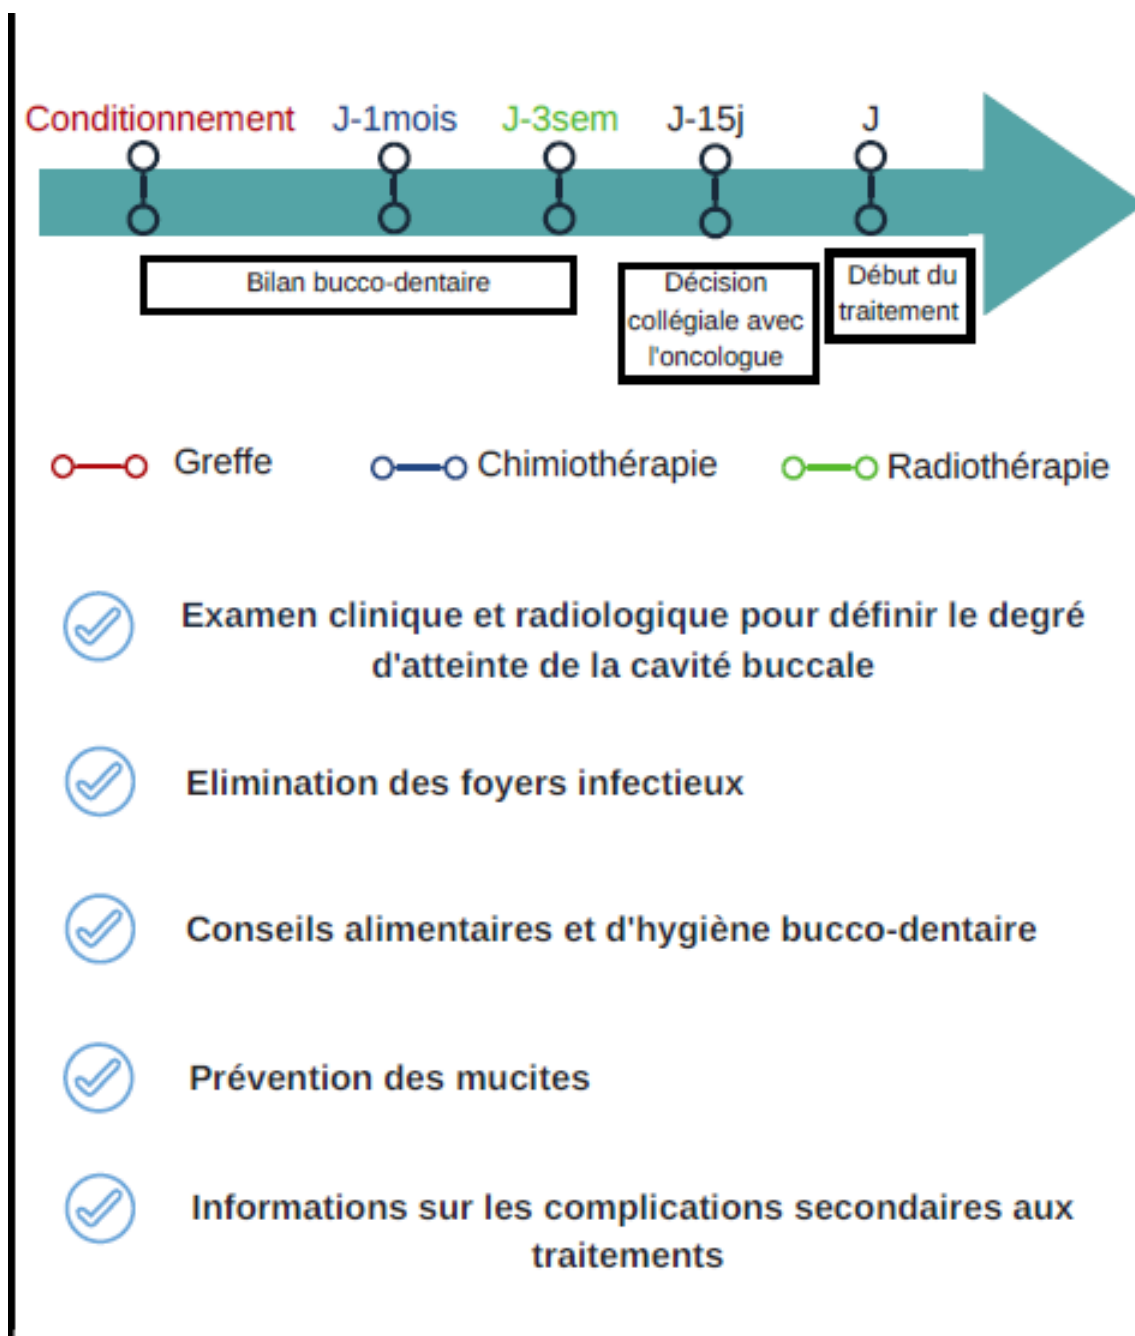 Conditionnement J-1mois J-3sem J-15j J
Bilan bucco-dentaire
Décision
collégiale avec
l'oncologue
Début du
traitement
Greffe Chimiothérapie Radiothérapie
Examen clinique et radiologique pour définir le degré
d'atteinte de la cavité buccale
Elimination des foyers infectieux
Conseils alimentaires et d'hygiène bucco-dentaire
Prévention des mucites
Informations sur les complications secondaires aux
traitements